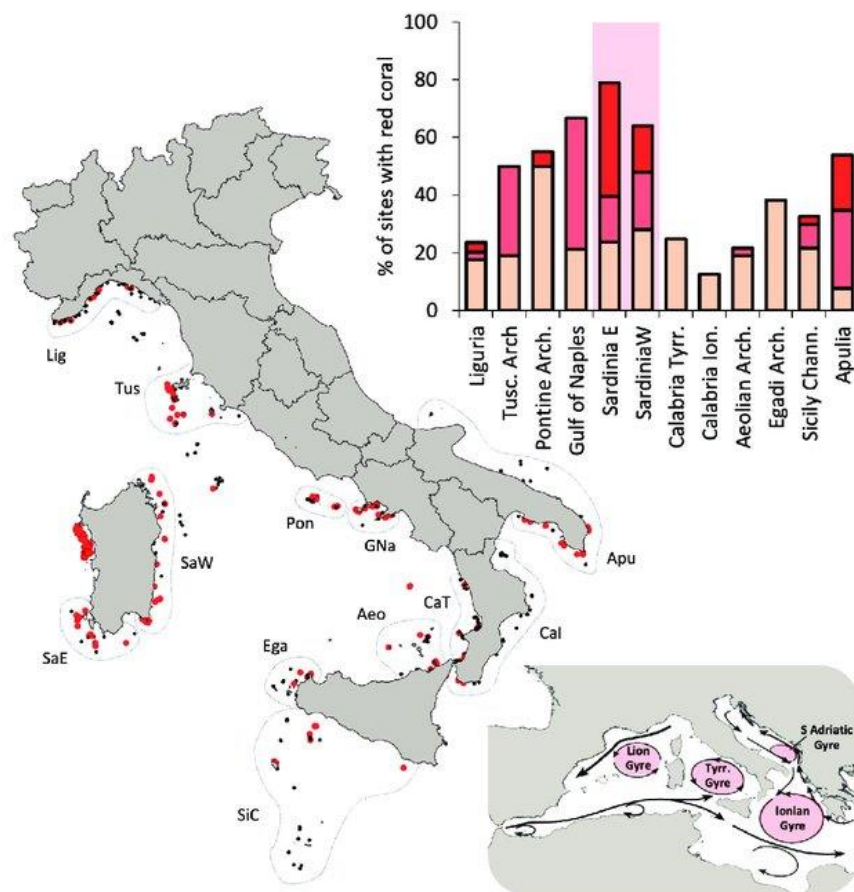 100
80
60
40
20
0
% of sites with red coral
Liguria
Tusc. Arch
Pontine Arch.
Gulf of Naples
Sardinia E
SardiniaW
Calabria Tyrr.
Calabria Ion.
Aeolian Arch.
Egadi Arch.
Sicily Chann.
Apulia
Lig
Tus
Pon
GNa
SaW
Apu
CaT
Aeo
CaI
Ega
SaE
SiC
S Adriatic
Gyre
Lion
Gyre
Tyrr.
Gyre
Ionian
Gyre